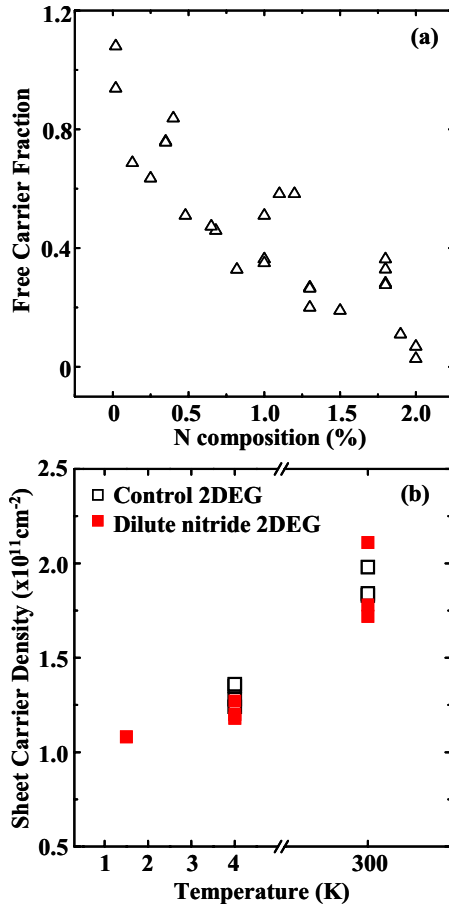 1.2
(a)
0.8
0.4
0
Free Carrier Fraction
0 0.5 1.0 1.5 2.0
N composition (%)
2.5
Control 2DEG (b)
Dilute nitride 2DEG
2.0
1.5
1.0
0.5
Sheet Carrier Density (x10¹¹cm⁻²)
1 2 3 4 300
Temperature (K)